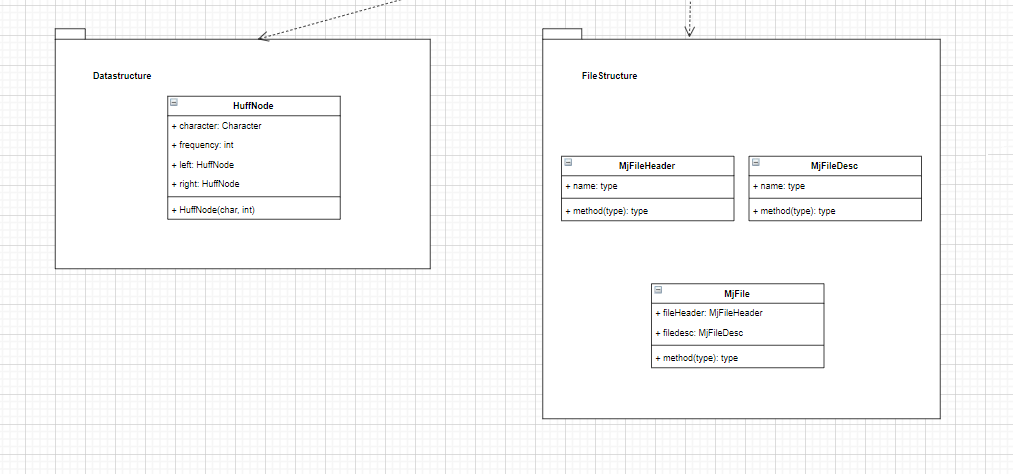 Datastructure
HuffNode
+ character: Character
+ frequency: int
+ left: HuffNode
+ right: HuffNode
+ HuffNode(char, int)
FileStructure
MjFileHeader
+ name: type
+ method(type): type
MjFileDesc
+ name: type
+ method(type): type
MjFile
+ fileHeader: MjFileHeader
+ filedesc: MjFileDesc
+ method(type): type